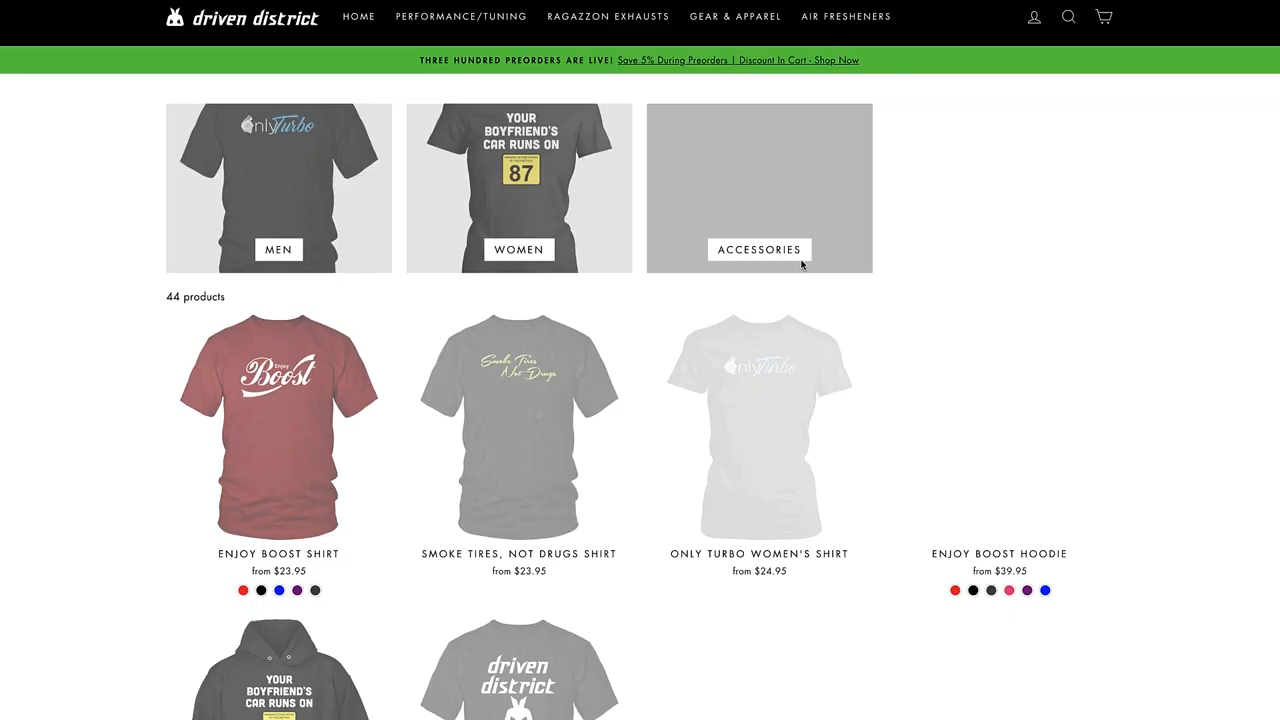 driven district
HOME
PERFORMANCE/TUNING
RAGAZZON EXHAUSTS
GEAR & APPAREL
AIR FRESHENERS
THREE HUNDRED PREORDERS ARE LIVE! Save 5% During Preorders | Discount In Cart - Shop Now
OnlyTurbo
YOUR
BOYFRIEND'S
CAR RUNS ON
87
MEN
WOMEN
ACCESSORIES
44 products
Enjoy
Boost
Smoke Tires
Not Drugs
OnlyTurbo
ENJOY BOOST SHIRT
from $23.95
SMOKE TIRES, NOT DRUGS SHIRT
from $23.95
ONLY TURBO WOMEN'S SHIRT
from $24.95
ENJOY BOOST HOODIE
from $39.95
YOUR
BOYFRIEND'S
CAR RUNS ON
driven
district